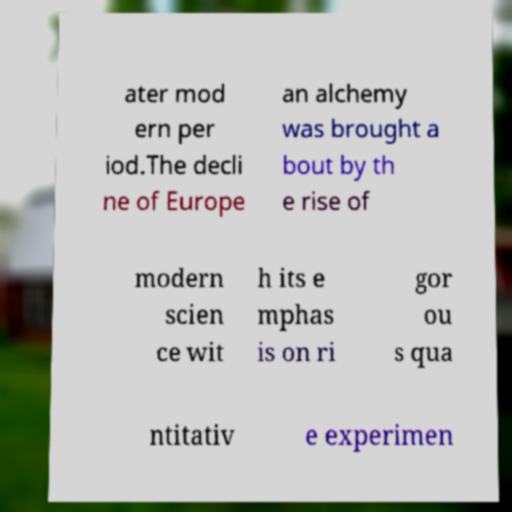 ater mod
ern per
iod.The decli
ne of Europe
an alchemy
was brought a
bout by th
e rise of
modern
scien
ce wit
h its e
mphas
is on ri
gor
ou
s qua
ntitativ
e experimen